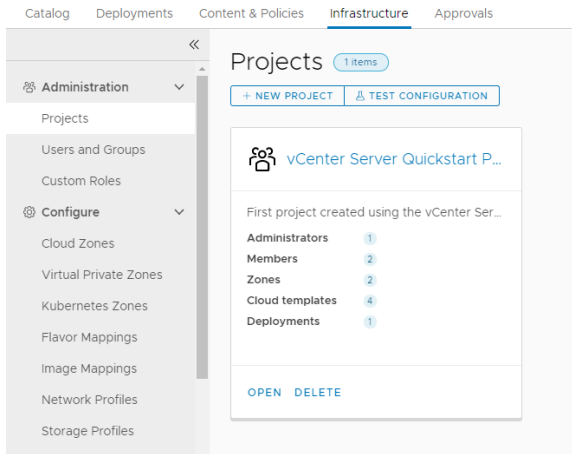 Catalog Deployments Content & Policies Infrastructure Approvals
Administration
Projects
Users and Groups
Custom Roles
Configure
Cloud Zones
Virtual Private Zones
Kubernetes Zones
Flavor Mappings
Image Mappings
Network Profiles
Storage Profiles
Projects 1 items
+ NEW PROJECT TEST CONFIGURATION
vCenter Server Quickstart P...
First project created using the vCenter Ser...
Administrators 1
Members 2
Zones 2
Cloud templates 4
Deployments 1
OPEN DELETE